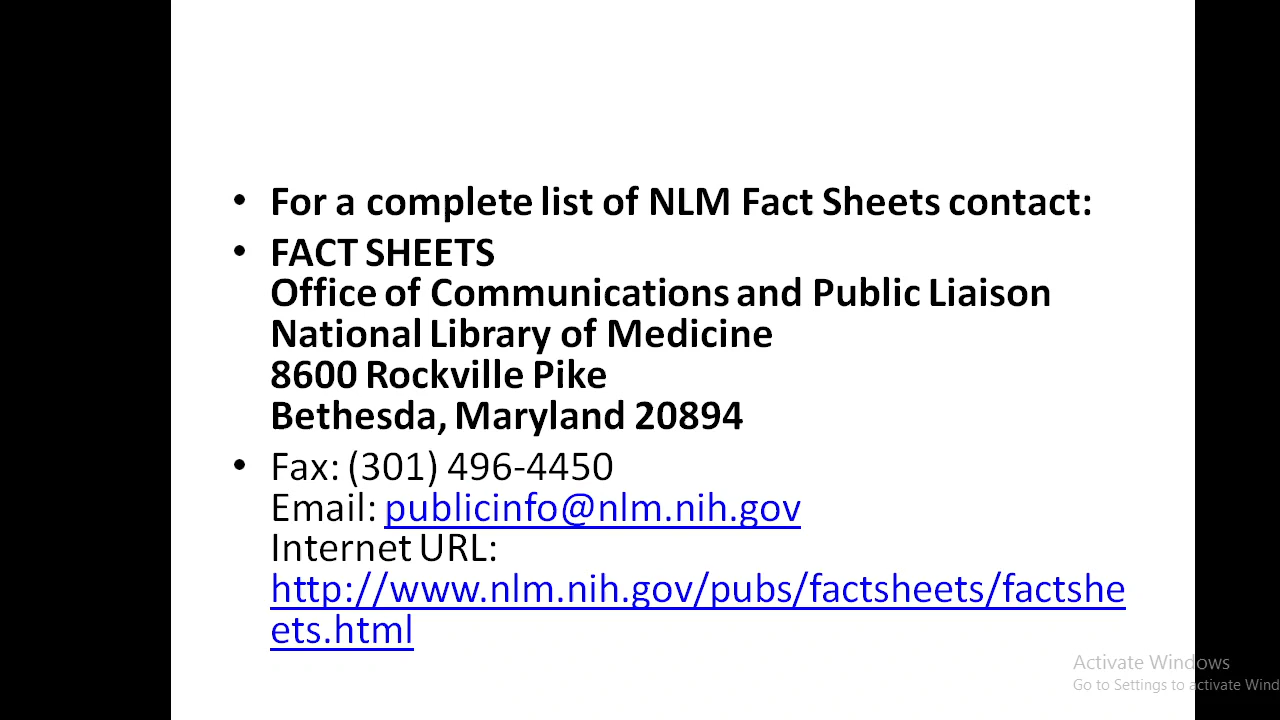 • For a complete list of NLM Fact Sheets contact:
• FACT SHEETS
Office of Communications and Public Liaison
National Library of Medicine
8600 Rockville Pike
Bethesda, Maryland 20894
• Fax: (301) 496-4450
Email: publicinfo@nlm.nih.gov
Internet URL:
http://www.nlm.nih.gov/pubs/factsheets/factshe
ets.html
Activate Windows
Go to Settings to activate Wind